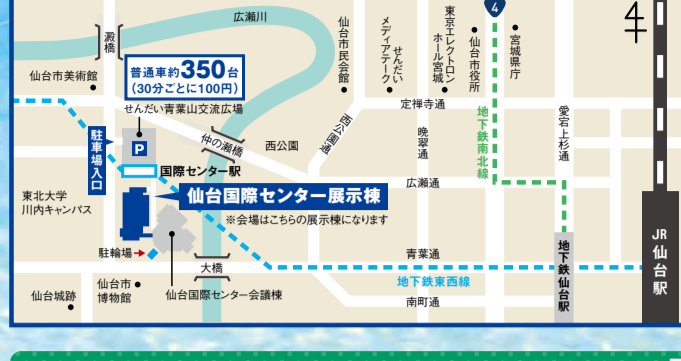 広瀬川
澱橋
仙台市民会館
せんだい
メディアテーク
東京エレクトロン
ホール宮城
仙台市役所
4
宮城県庁
仙台市美術館
普通車約350台
(30分ごとに100円)
せんだい青葉山交流広場
定禅寺通
地下鉄南北線
愛宕上杉通
駐車場入口
P
仲の瀬橋
西公園
西公園通
晩翠通
国際センター駅
広瀬通
東北大学
川内キャンパス
仙台国際センター展示棟
※会場はこちらの展示棟になります
駐輪場→
大橋
青葉通
地下鉄東西線
地下鉄仙台駅
JR
仙台駅
仙台城跡
仙台市
博物館
仙台国際センター会議棟
南町通